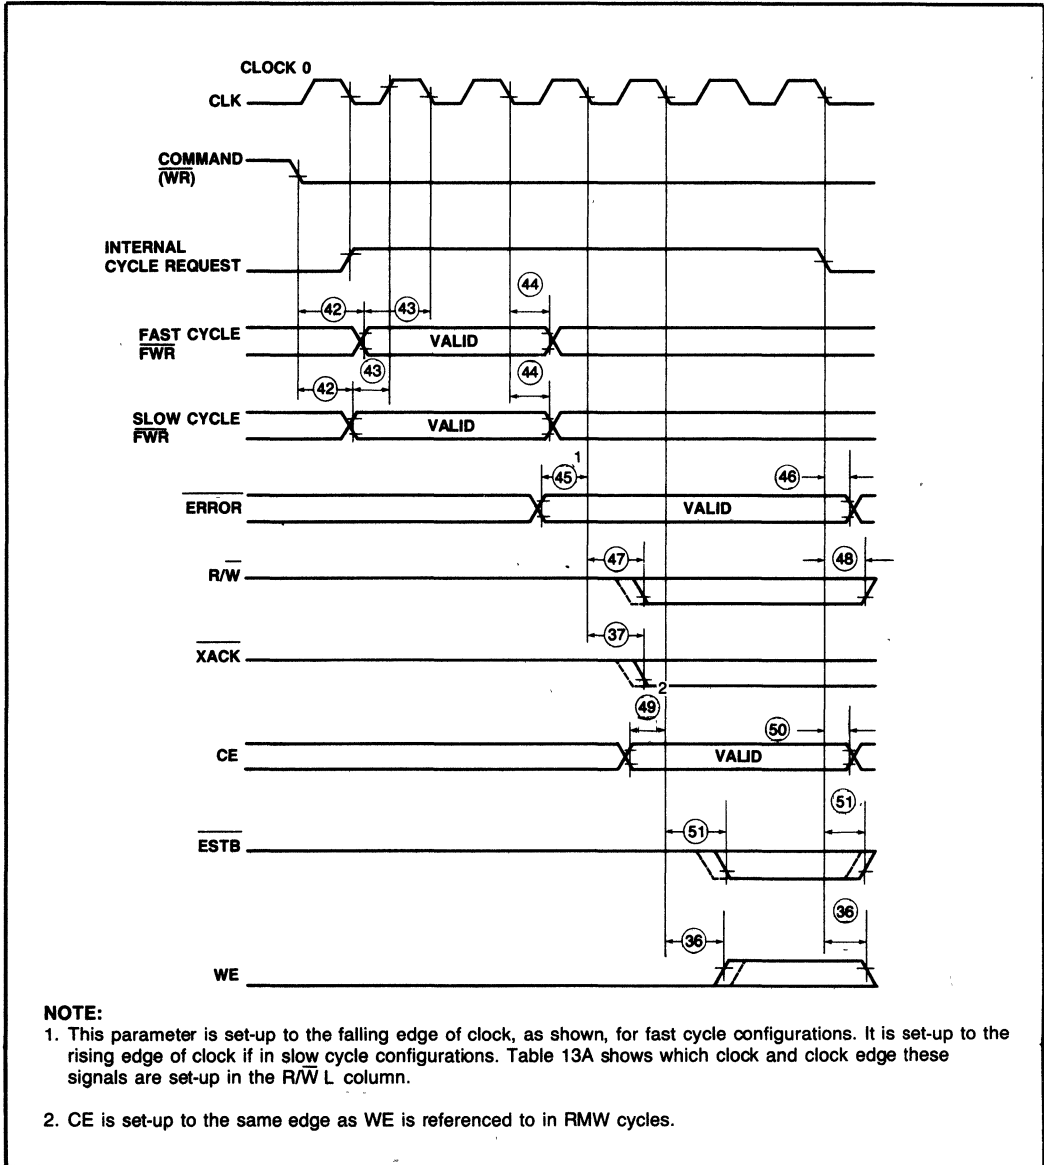 CLOCK 0
CLK
COMMAND
(WR)
INTERNAL
CYCLE REQUEST
44
42 43
FAST CYCLE
FWR
VALID
43 44
42
SLOW CYCLE
FWR
VALID
1
45 46
ERROR
VALID
47 48
R/W
37
XACK
2
49
50
CE
VALID
51
51
ESTB
36
36
WE
NOTE:
1. This parameter is set-up to the falling edge of clock, as shown, for fast cycle configurations. It is set-up to the
rising edge of clock if in slow cycle configurations. Table 13A shows which clock and clock edge these
signals are set-up in the R/W L column.
2. CE is set-up to the same edge as WE is referenced to in RMW cycles.